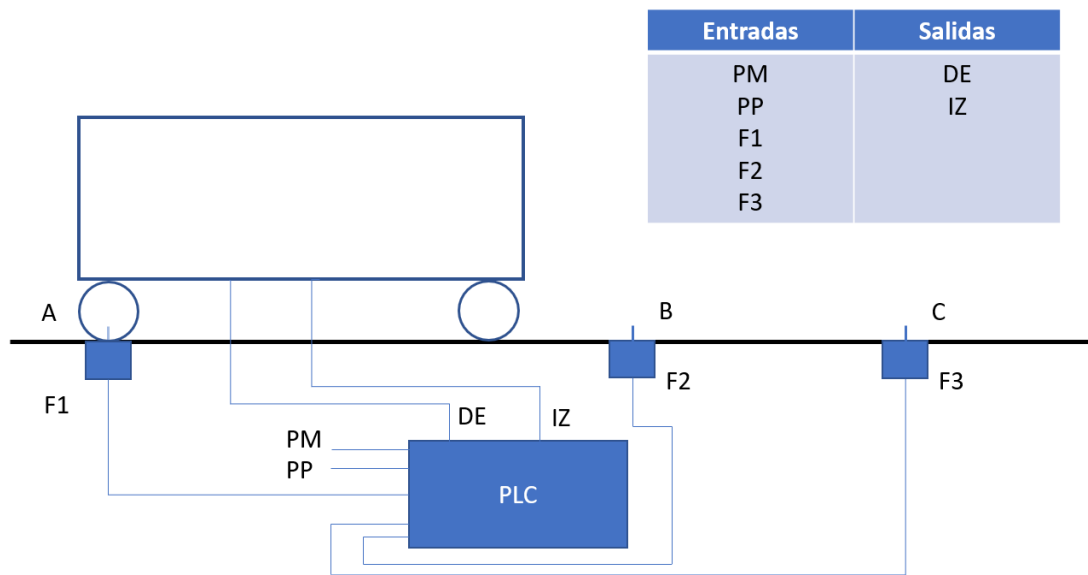 Entradas Salidas
PM DE
PP IZ
F1
F2
F3
A
B
C
F1
F2
F3
DE
IZ
PM
PP
PLC